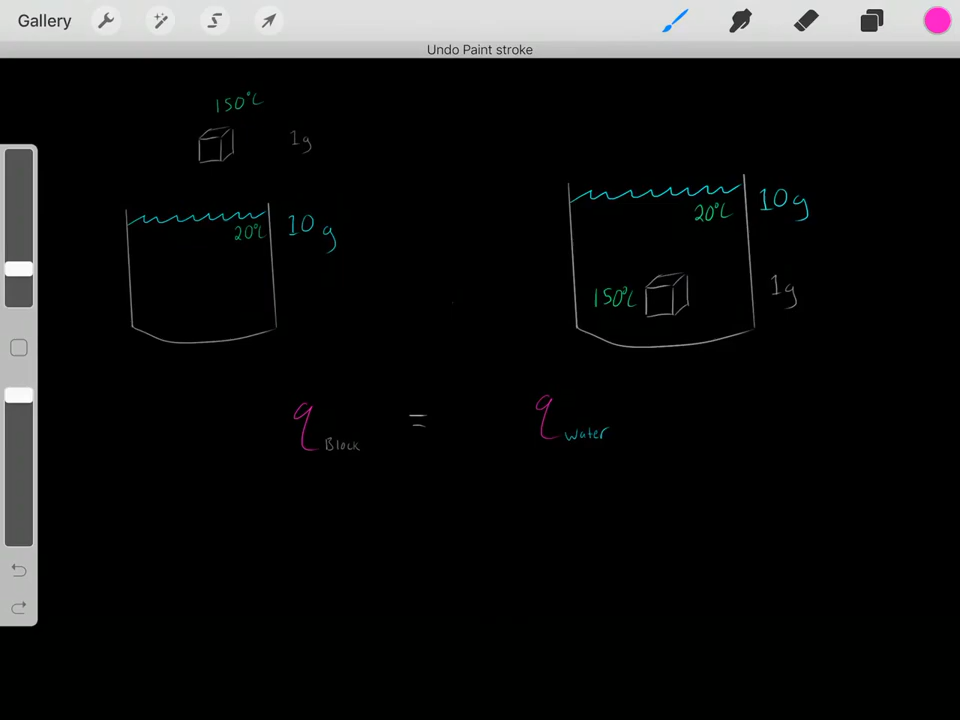 Gallery
Undo Paint stroke
150°C
1g
20°C 10g
20°C 10g
150°C 1g
q Block = q water